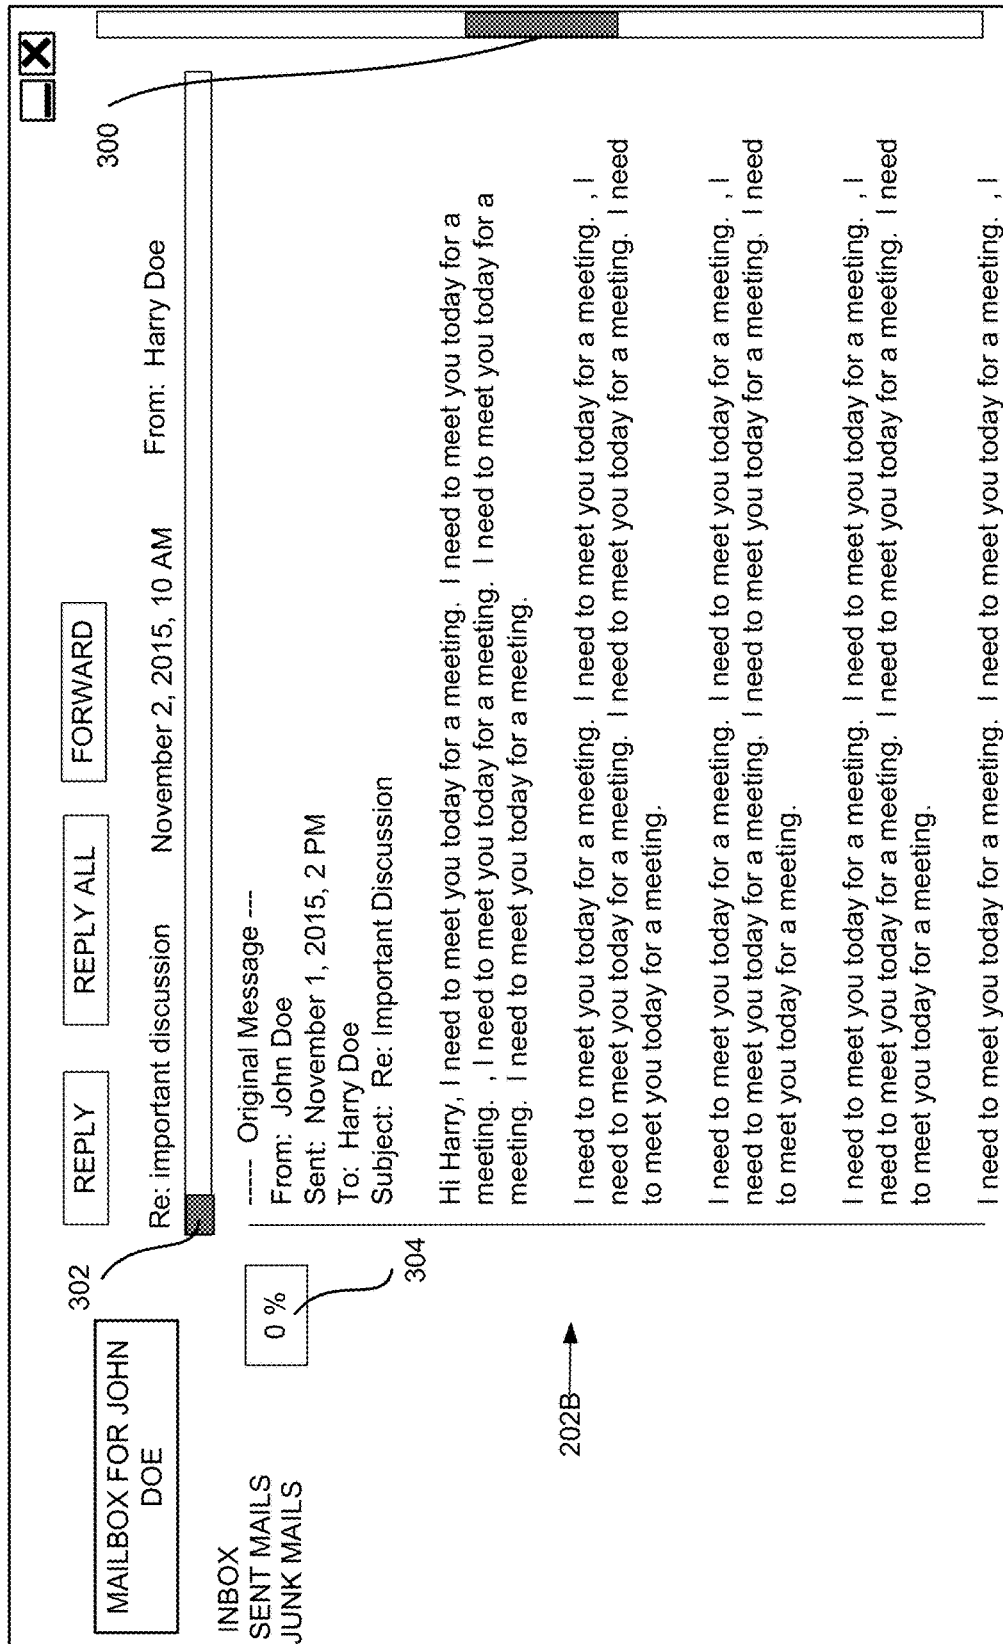 MAILBOX FOR JOHN
DOE
302
REPLY
REPLY ALL
FORWARD
300
Re: important discussion November 2, 2015, 10 AM From: Harry Doe
INBOX
SENT MAILS
JUNK MAILS
0 %
304
202B
----- Original Message ---
From: John Doe
Sent: November 1, 2015, 2 PM
To: Harry Doe
Subject: Re: Important Discussion
Hi Harry, I need to meet you today for a meeting. I need to meet you today for a
meeting. , I need to meet you today for a meeting. I need to meet you today for a
meeting. I need to meet you today for a meeting.
I need to meet you today for a meeting. I need to meet you today for a meeting. , I
need to meet you today for a meeting. I need to meet you today for a meeting. I need
to meet you today for a meeting.
I need to meet you today for a meeting. I need to meet you today for a meeting. , I
need to meet you today for a meeting. I need to meet you today for a meeting. I need
to meet you today for a meeting.
I need to meet you today for a meeting. I need to meet you today for a meeting. , I
need to meet you today for a meeting. I need to meet you today for a meeting. I need
to meet you today for a meeting.
I need to meet you today for a meeting. I need to meet you today for a meeting. , I